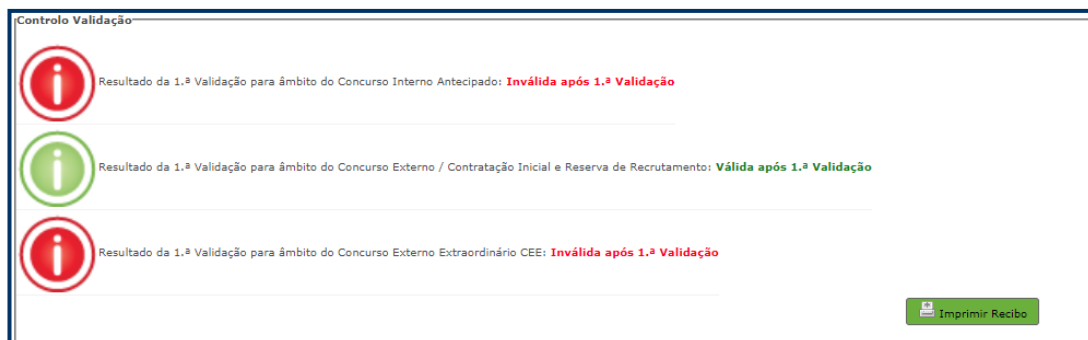 Controlo Validação
Resultado da 1.ª Validação para âmbito do Concurso Interno Antecipado: Inválida após 1.ª Validação
Resultado da 1.ª Validação para âmbito do Concurso Externo / Contratação Inicial e Reserva de Recrutamento: Válida após 1.ª Validação
Resultado da 1.ª Validação para âmbito do Concurso Externo Extraordinário CEE: Inválida após 1.ª Validação
Imprimir Recibo